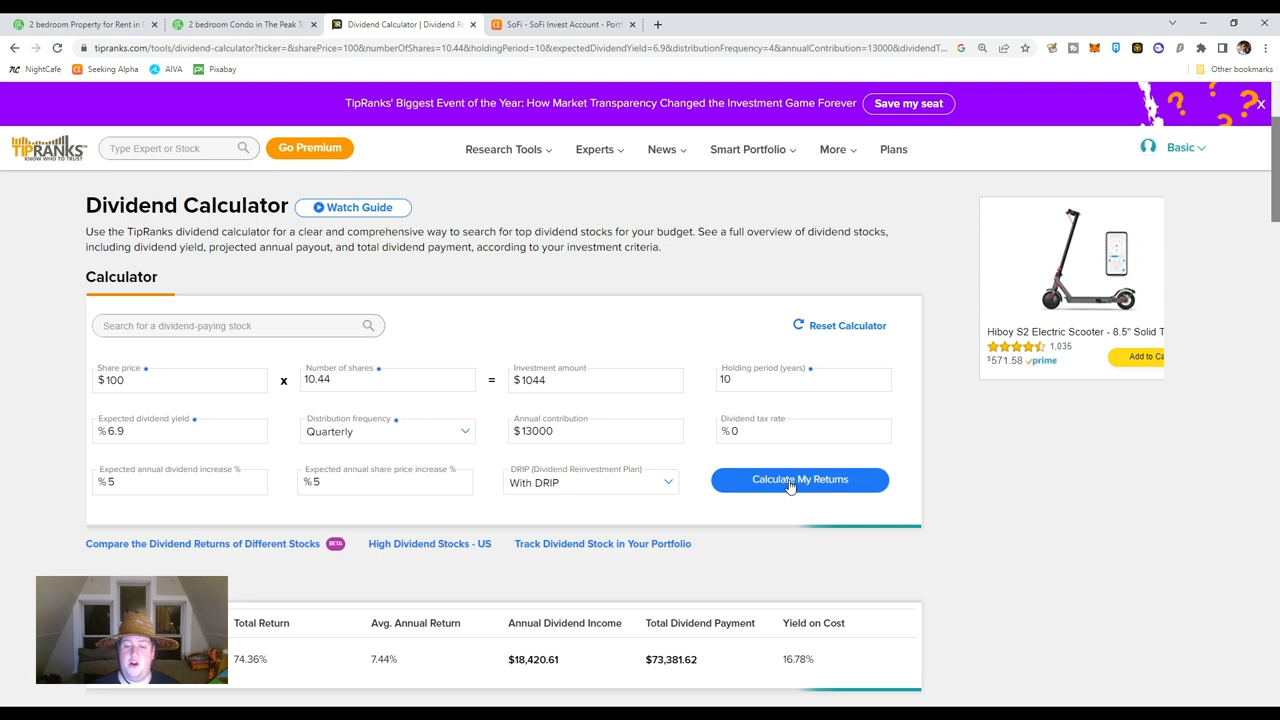 2 bedroom Property for Rent in C
2 bedroom Condo in The Peak T
Dividend Calculator | Dividend R
SoFi - SoFi Invest Account - Port
tipranks.com/tools/dividend-calculator?ticker=&sharePrice=100&numberOfShares=10.44&holdingPeriod=10&expectedDividendYield=6.9&distributionFrequency=4&annualContribution=13000&dividendT...
NightCafe Seeking Alpha AIVA Pixabay Other bookmarks
TipRanks' Biggest Event of the Year: How Market Transparency Changed the Investment Game Forever Save my seat X
TIPRANKS
KNOW WHO TO TRUST
Type Expert or Stock Go Premium Research Tools Experts News Smart Portfolio More Plans Basic
Dividend Calculator Watch Guide
Use the TipRanks dividend calculator for a clear and comprehensive way to search for top dividend stocks for your budget. See a full overview of dividend stocks,
including dividend yield, projected annual payout, and total dividend payment, according to your investment criteria.
Calculator
Search for a dividend-paying stock Reset Calculator
Share price * Number of shares * Investment amount Holding period (years) *
$100 x 10.44 = $1044 10
Expected dividend yield * Distribution frequency * Annual contribution Dividend tax rate
%6.9 Quarterly $13000 %0
Expected annual dividend increase % Expected annual share price increase % DRIP (Dividend Reinvestment Plan)
%5 %5 With DRIP Calculate My Returns
Compare the Dividend Returns of Different Stocks BETA High Dividend Stocks - US Track Dividend Stock in Your Portfolio
Total Return Avg. Annual Return Annual Dividend Income Total Dividend Payment Yield on Cost
74.36% 7.44% $18,420.61 $73,381.62 16.78%
Hiboy S2 Electric Scooter - 8.5" Solid T
1,035
$571.58 prime Add to Ca